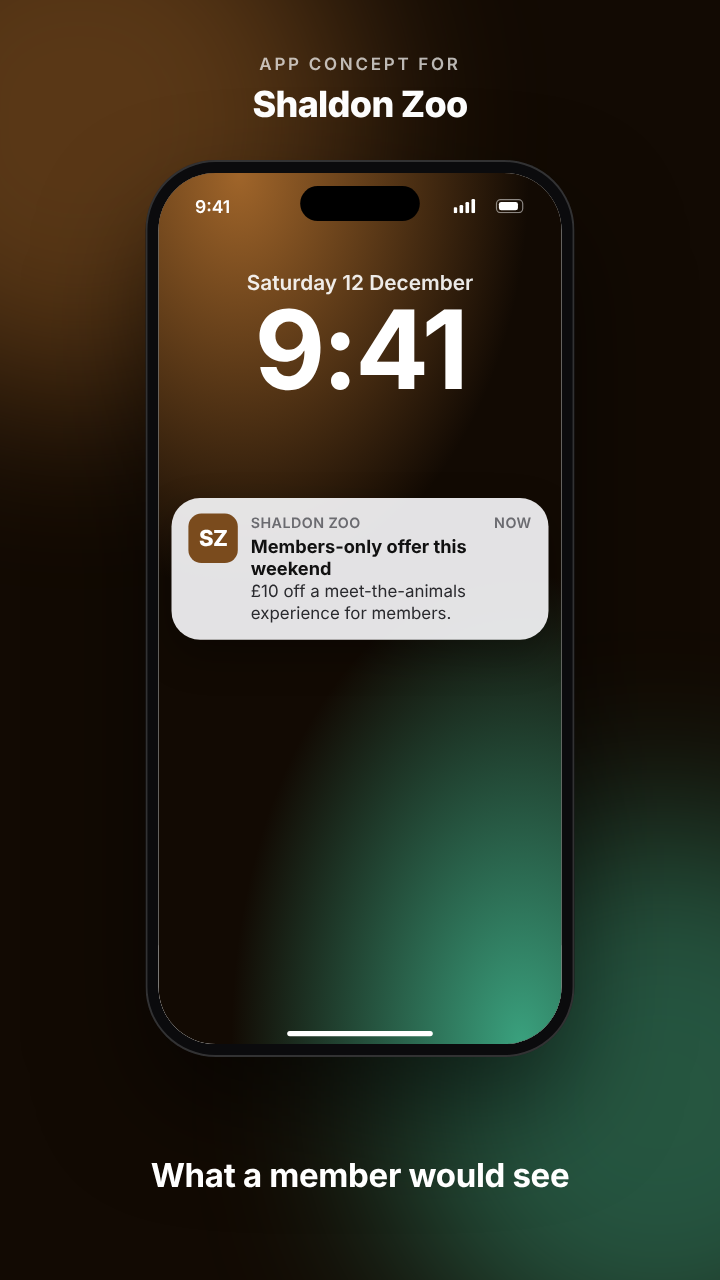 APP CONCEPT FOR
Shaldon Zoo
9:41
Saturday 12 December
9:41
SZ
SHALDON ZOO
NOW
Members-only offer this
weekend
£10 off a meet-the-animals
experience for members.
What a member would see